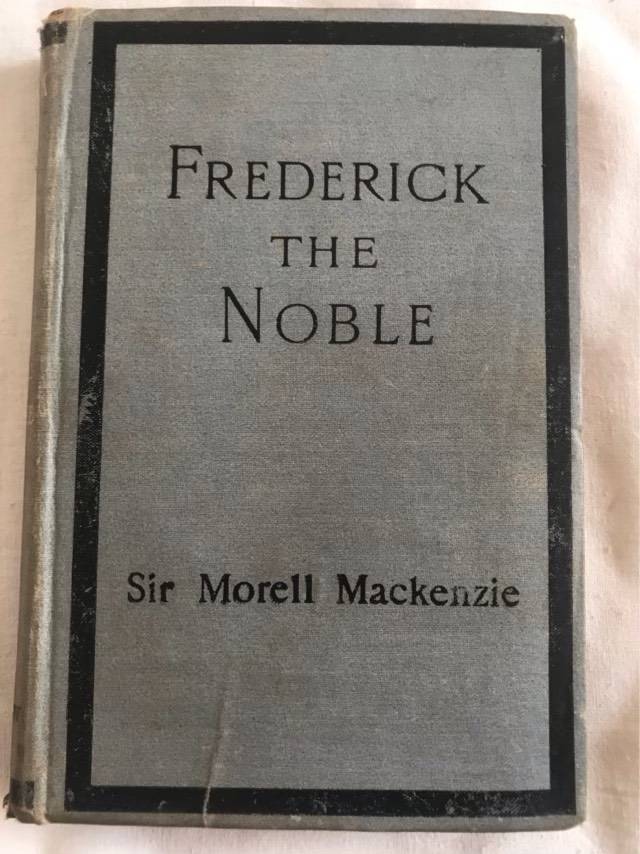 FREDERICK
THE
NOBLE
Sir Morell Mackenzie